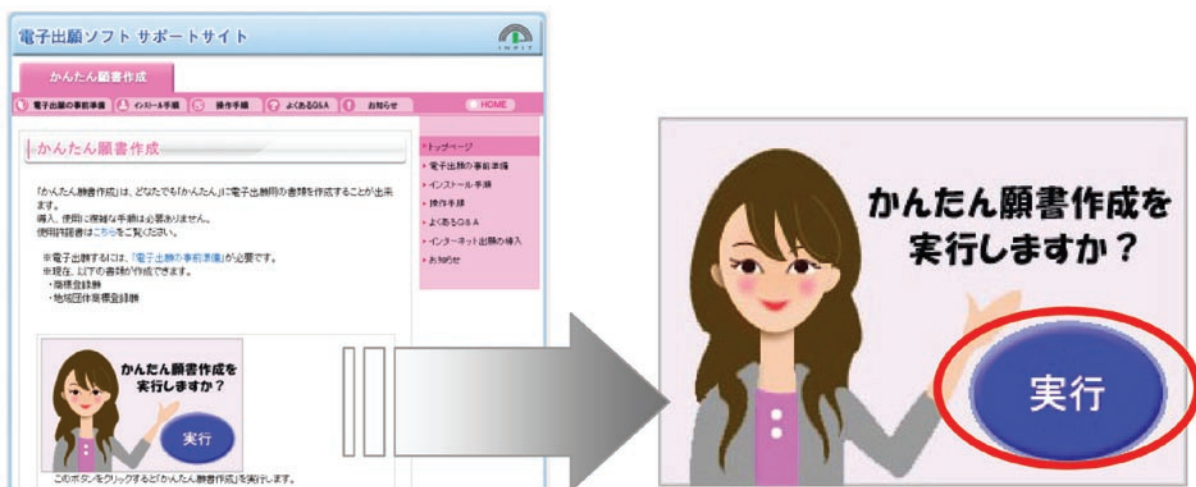 電子出願ソフト サポートサイト
INPIT
かんたん願書作成
電子出願の事前準備 インストール手順 操作手順 よくあるQ&A お知らせ HOME
かんたん願書作成
「かんたん願書作成」は、どなたでも「かんたん」に電子出願用の書類を作成することが出来
ます。
導入、使用に複雑な手順は必要ありません。
使用許諾書はこちらをご覧ください。
※電子出願するには、「電子出願の事前準備」が必要です。
※現在、以下の書類が作成できます。
・商標登録願
・地域団体商標登録願
トップページ
電子出願の事前準備
インストール手順
操作手順
よくあるQ&A
インターネット出願の導入
お知らせ
かんたん願書作成を
実行しますか?
実行
このボタンをクリックすると「かんたん願書作成」を実行します。
かんたん願書作成を
実行しますか?
実行